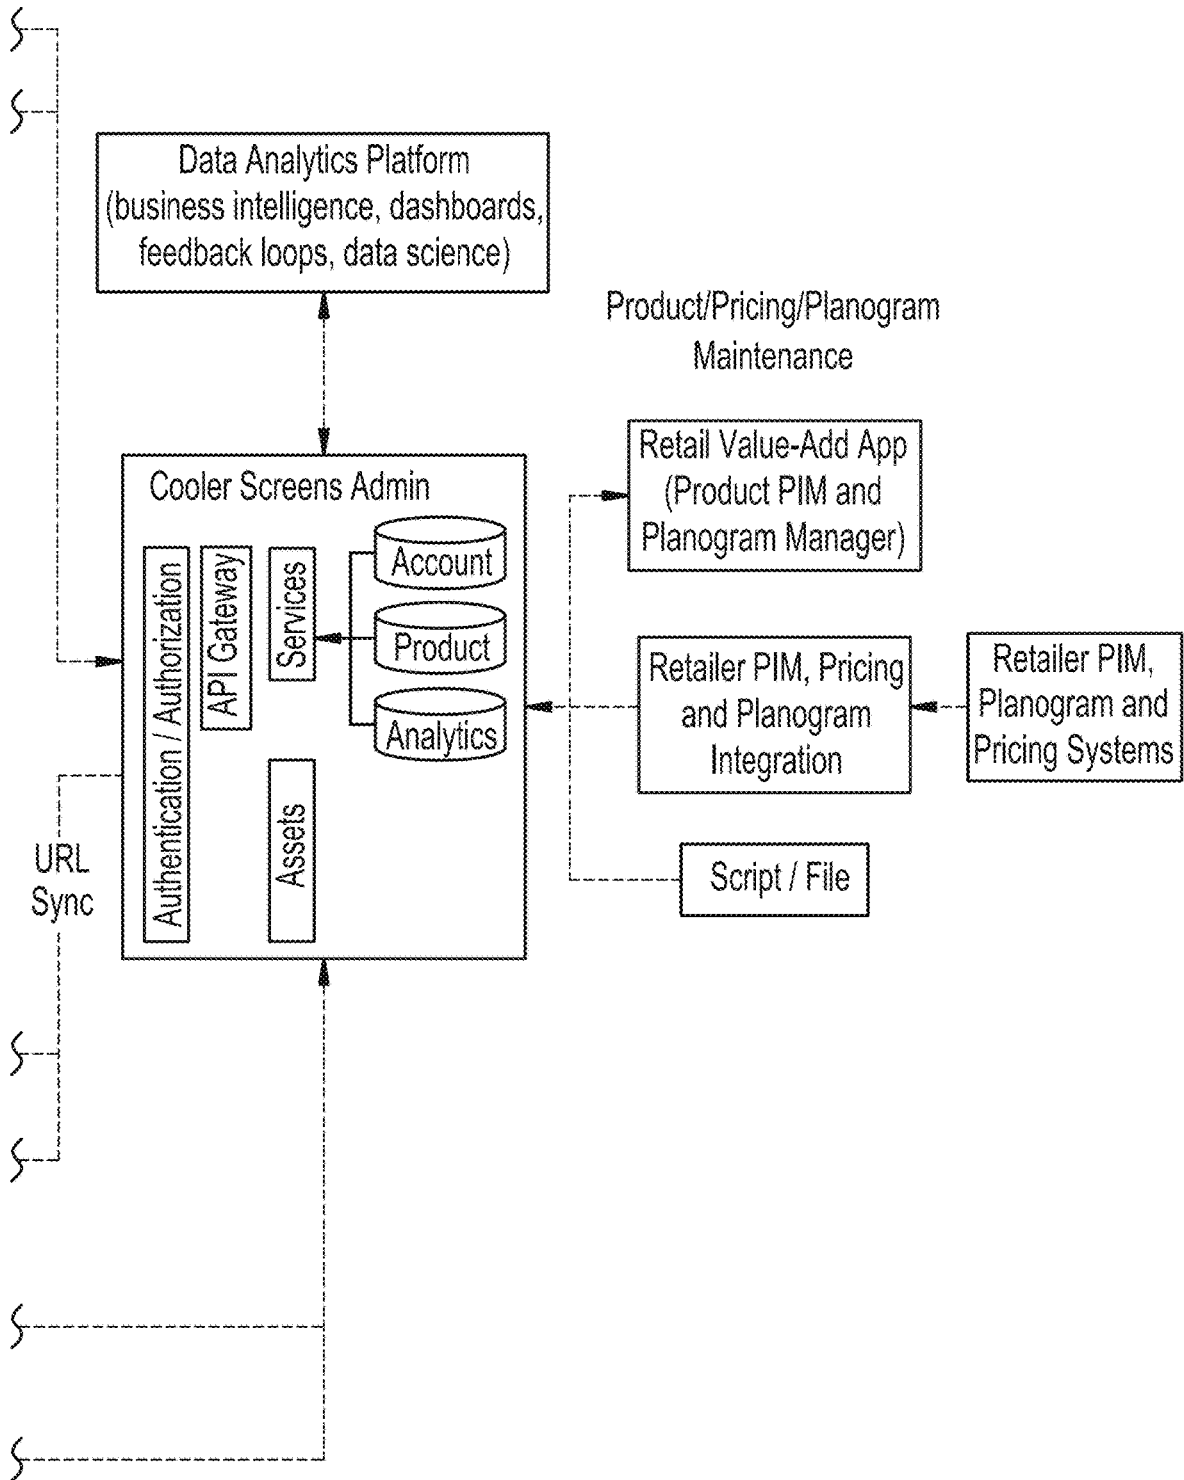 Data Analytics Platform
(business intelligence, dashboards,
feedback loops, data science)
Product/Pricing/Planogram
Maintenance
Cooler Screens Admin
Authentication / Authorization
API Gateway
Services
Account
Product
Analytics
Assets
URL
Sync
Retail Value-Add App
(Product PIM and
Planogram Manager)
Retailer PIM, Pricing
and Planogram
Integration
Retailer PIM,
Planogram and
Pricing Systems
Script / File